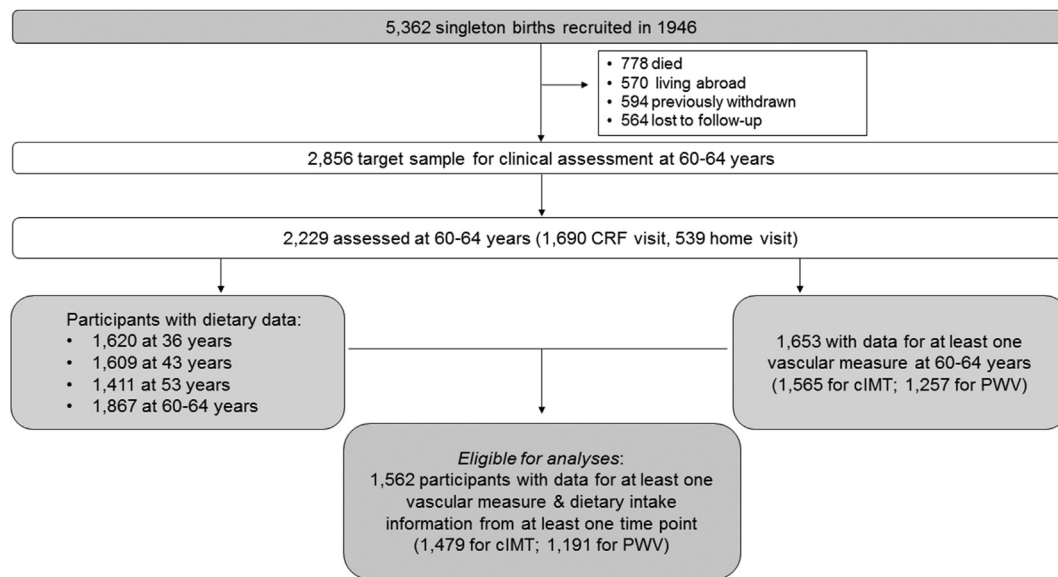 5,362 singleton births recruited in 1946
• 778 died
• 570 living abroad
• 594 previously withdrawn
• 564 lost to follow-up
2,856 target sample for clinical assessment at 60-64 years
2,229 assessed at 60-64 years (1,690 CRF visit, 539 home visit)
Participants with dietary data:
• 1,620 at 36 years
• 1,609 at 43 years
• 1,411 at 53 years
• 1,867 at 60-64 years
1,653 with data for at least one
vascular measure at 60-64 years
(1,565 for cIMT; 1,257 for PWV)
Eligible for analyses:
1,562 participants with data for at least one
vascular measure & dietary intake
information from at least one time point
(1,479 for cIMT; 1,191 for PWV)